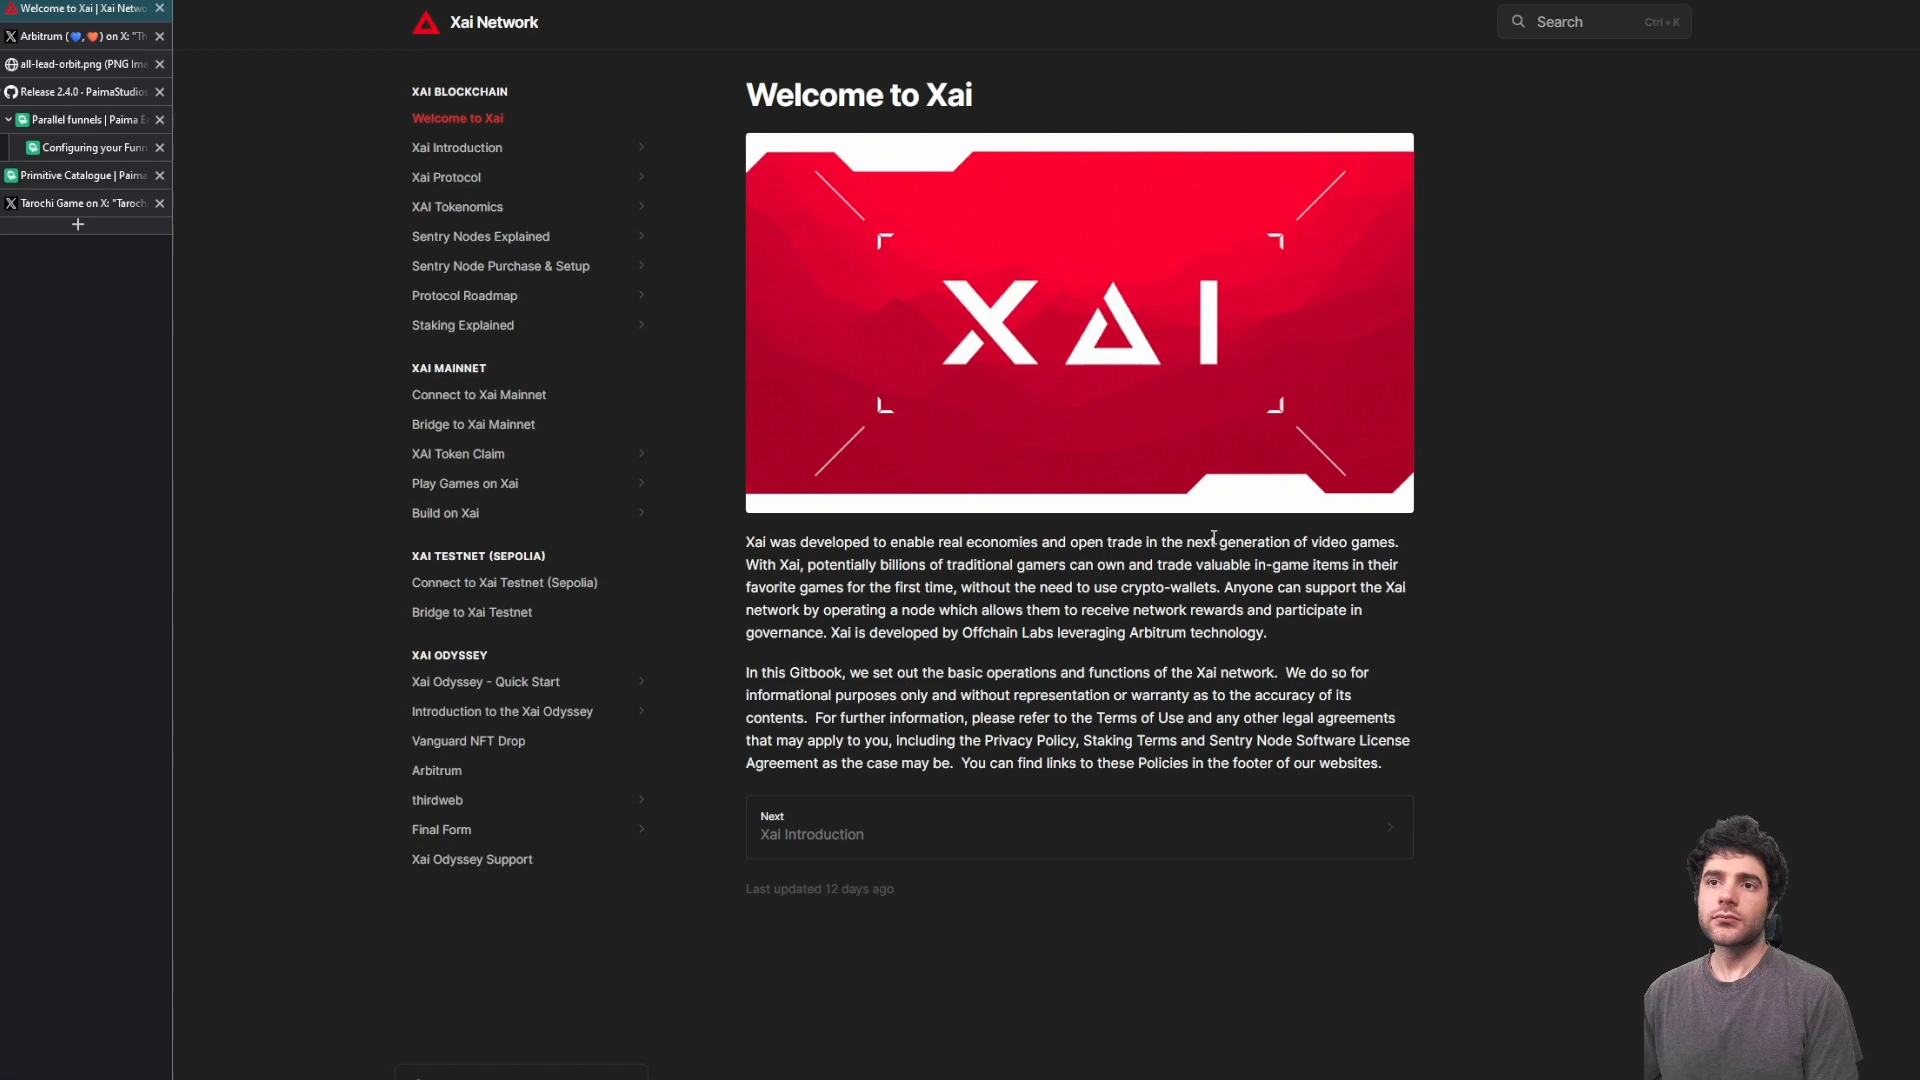 Welcome to Xai | Xai Netwo
Arbitrum (💙,🧡) on X: "Th
all-lead-orbit.png (PNG Ima
Release 2.4.0 · PaimaStudios
Parallel funnels | Paima E
Configuring your Funn
Primitive Catalogue | Paima
Tarochi Game on X: "Taroch
Xai Network
Search
Ctrl + K
XAI BLOCKCHAIN
Welcome to Xai
Xai Introduction
Xai Protocol
XAI Tokenomics
Sentry Nodes Explained
Sentry Node Purchase & Setup
Protocol Roadmap
Staking Explained
XAI MAINNET
Connect to Xai Mainnet
Bridge to Xai Mainnet
XAI Token Claim
Play Games on Xai
Build on Xai
XAI TESTNET (SEPOLIA)
Connect to Xai Testnet (Sepolia)
Bridge to Xai Testnet
XAI ODYSSEY
Xai Odyssey - Quick Start
Introduction to the Xai Odyssey
Vanguard NFT Drop
Arbitrum
thirdweb
Final Form
Xai Odyssey Support
Welcome to Xai
XAI
Xai was developed to enable real economies and open trade in the next generation of video games.
With Xai, potentially billions of traditional gamers can own and trade valuable in-game items in their
favorite games for the first time, without the need to use crypto-wallets. Anyone can support the Xai
network by operating a node which allows them to receive network rewards and participate in
governance. Xai is developed by Offchain Labs leveraging Arbitrum technology.
In this Gitbook, we set out the basic operations and functions of the Xai network.  We do so for
informational purposes only and without representation or warranty as to the accuracy of its
contents.  For further information, please refer to the Terms of Use and any other legal agreements
that may apply to you, including the Privacy Policy, Staking Terms and Sentry Node Software License
Agreement as the case may be.  You can find links to these Policies in the footer of our websites.
Next
Xai Introduction
Last updated 12 days ago